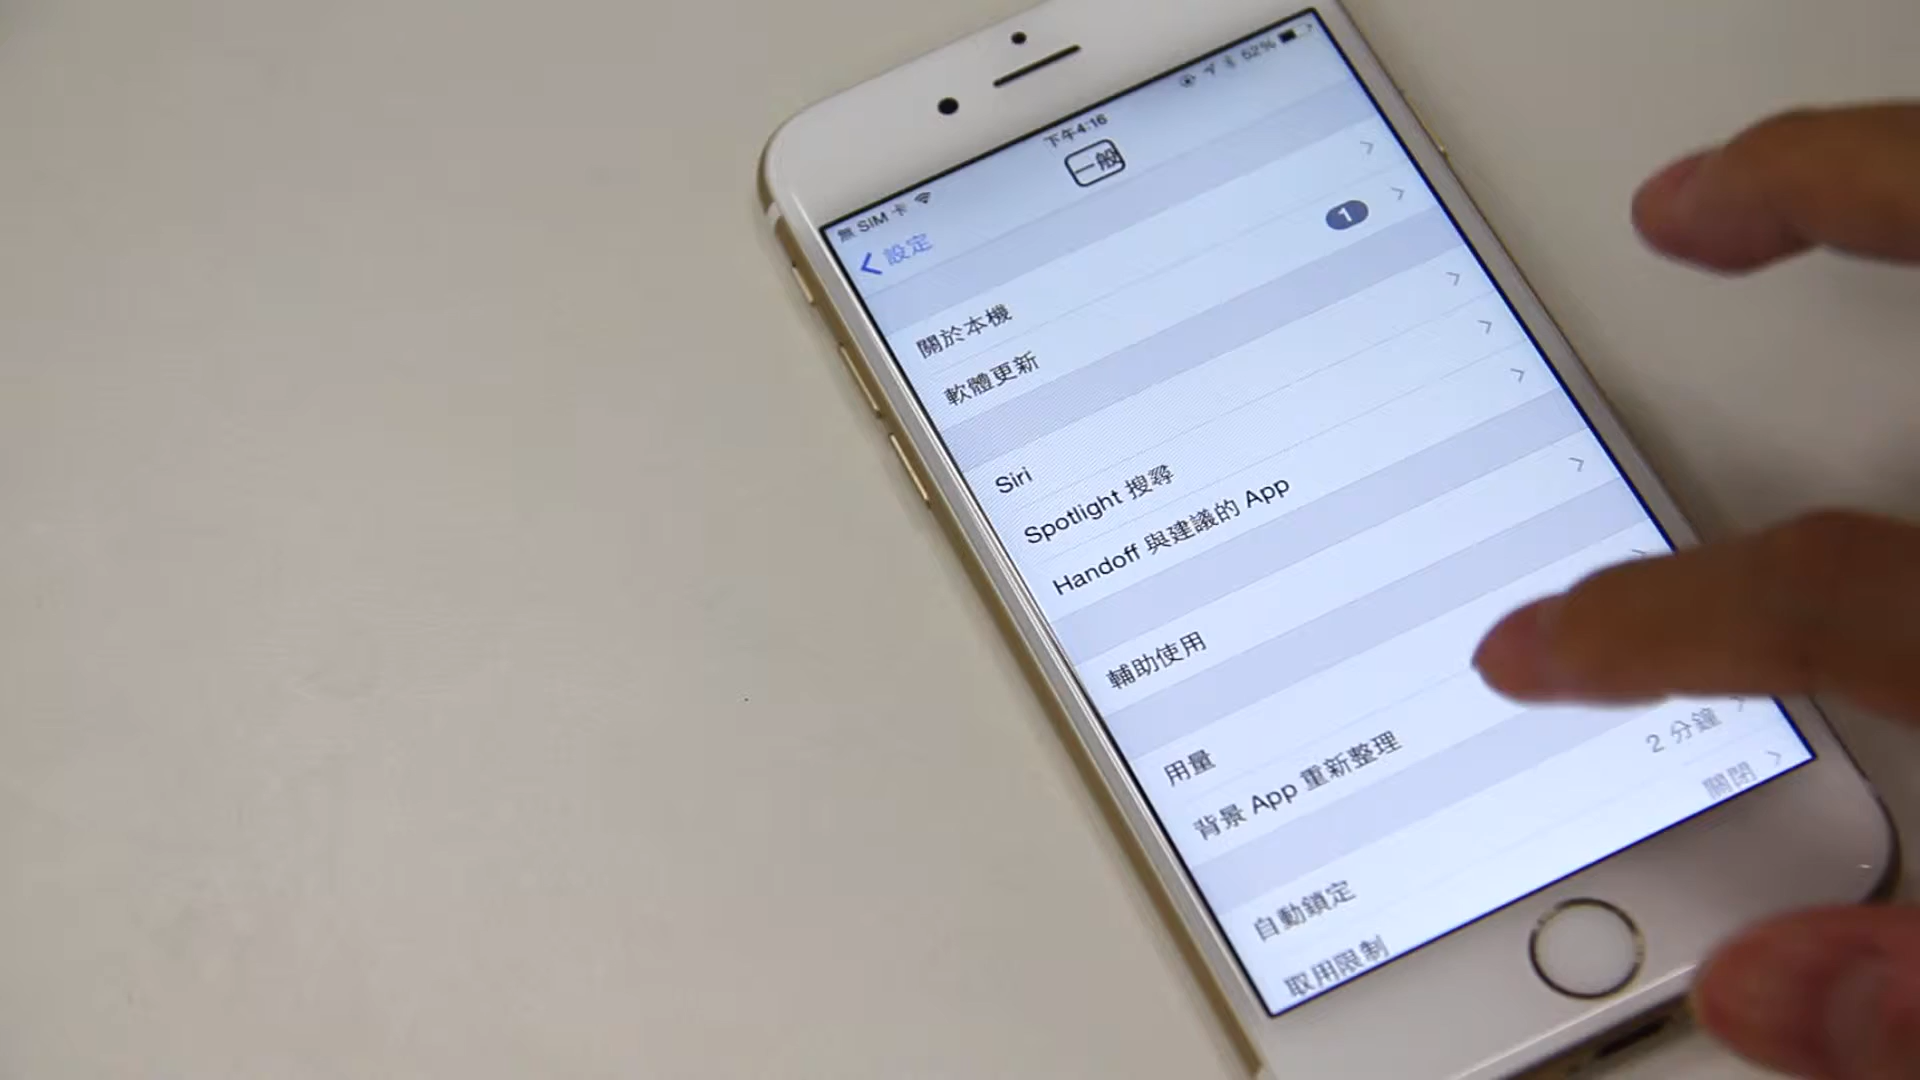 無 SIM 卡 下午4:16 62%
設定 一般
關於本機
軟體更新 1
Siri
Spotlight 搜尋
Handoff 與建議的 App
輔助使用
用量
背景 App 重新整理
自動鎖定 2 分鐘
取用限制 關閉